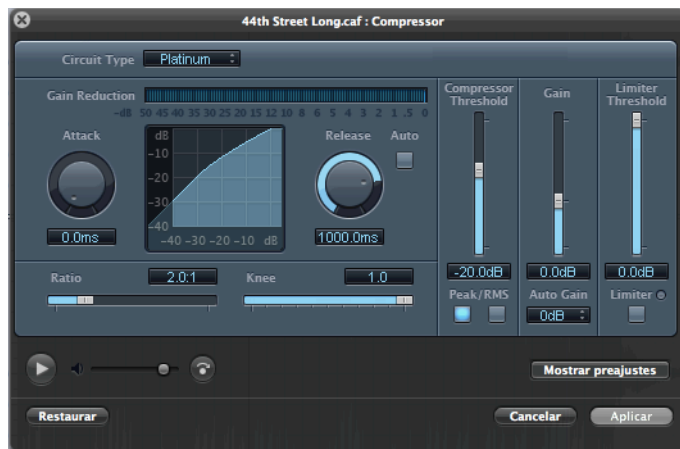 44th Street Long.caf : Compressor
Circuit Type Platinum
Gain Reduction
-dB 50 45 40 35 30 25 20 15 12 10 8 6 5 4 3 2 1 .5 0
Attack
0.0ms
dB
-10
-20
-30
-40
-40 -30 -20 -10 dB
Release
1000.0ms
Auto
Ratio 2.0:1
Knee 1.0
Compressor
Threshold
-20.0dB
Peak/RMS
Gain
0.0dB
Auto Gain
0dB
Limiter
Threshold
0.0dB
Limiter
Mostrar preajustes
Restaurar
Cancelar
Aplicar